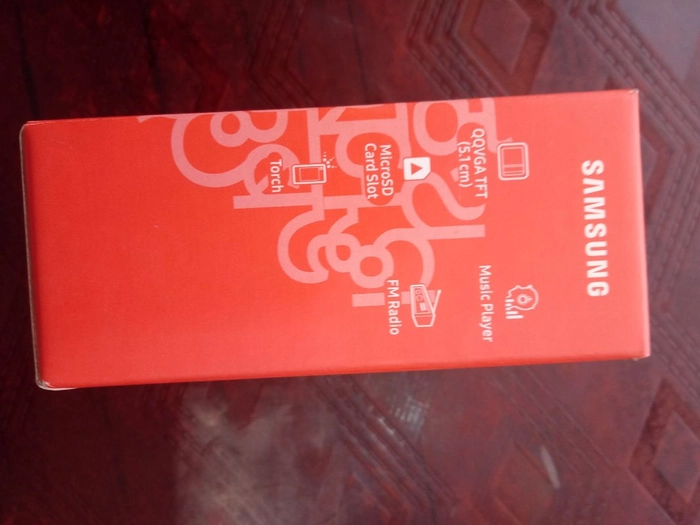 SAMSUNG
QQVGA TFT
(5.1 cm)
Music Player
MicroSD
Card Slot
FM Radio
Torch